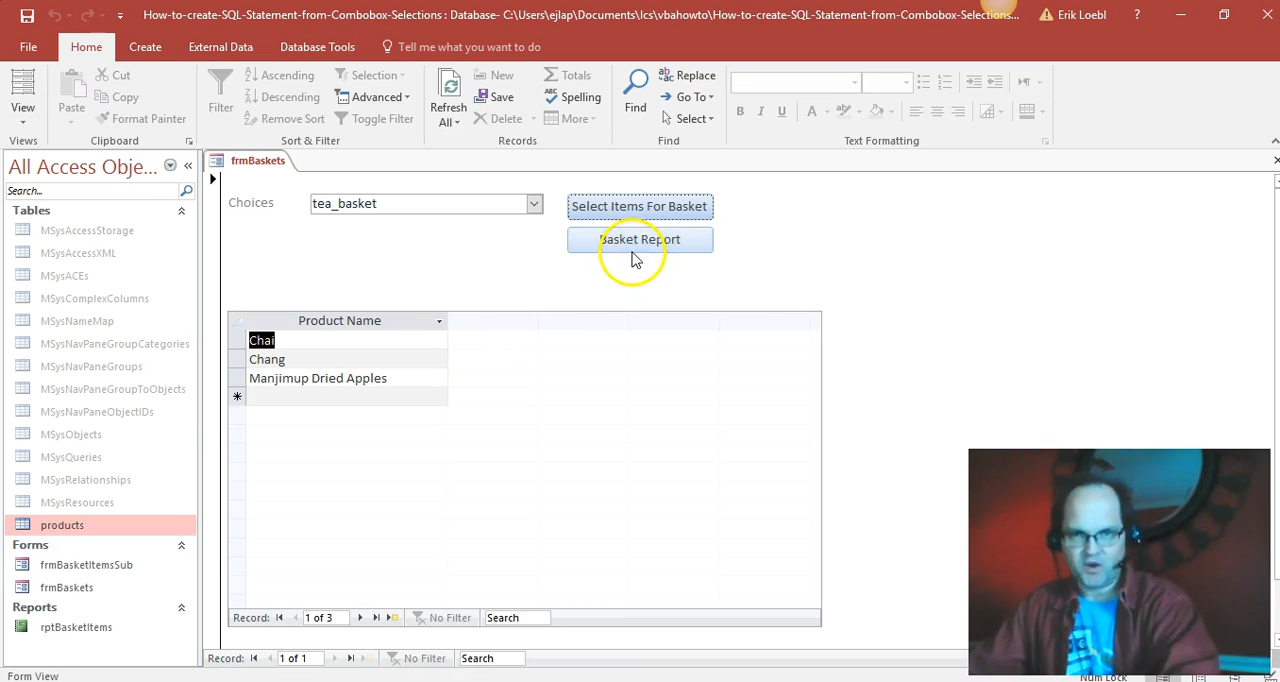 How-to-create-SQL-Statement-from-Combobox-Selections : Database- C:\Users\ejlap\Documents\lcs\vbahowto\How-to-create-SQL-Statement-from-Combobox-Selections... Erik Loebl ?
File Home Create External Data Database Tools Tell me what you want to do
View Paste Cut Copy Format Painter Filter Ascending Descending Remove Sort Selection Advanced Toggle Filter Refresh All New Save Delete Totals Spelling More Find Replace Go To Select B I U A
Views Clipboard Sort & Filter Records Find Text Formatting
All Access Obje... frmBaskets
Search...
Tables
MSysAccessStorage
MSysAccessXML
MSysACEs
MSysComplexColumns
MSysNameMap
MSysNavPaneGroupCategories
MSysNavPaneGroups
MSysNavPaneGroupToObjects
MSysNavPaneObjectIDs
MSysObjects
MSysQueries
MSysRelationships
MSysResources
products
Forms
frmBasketItemsSub
frmBaskets
Reports
rptBasketItems
Choices tea_basket Select Items For Basket
Basket Report
Product Name
Chai
Chang
Manjimup Dried Apples
Record: 1 of 3 No Filter Search
Record: 1 of 1 No Filter Search
Form View Num Lock